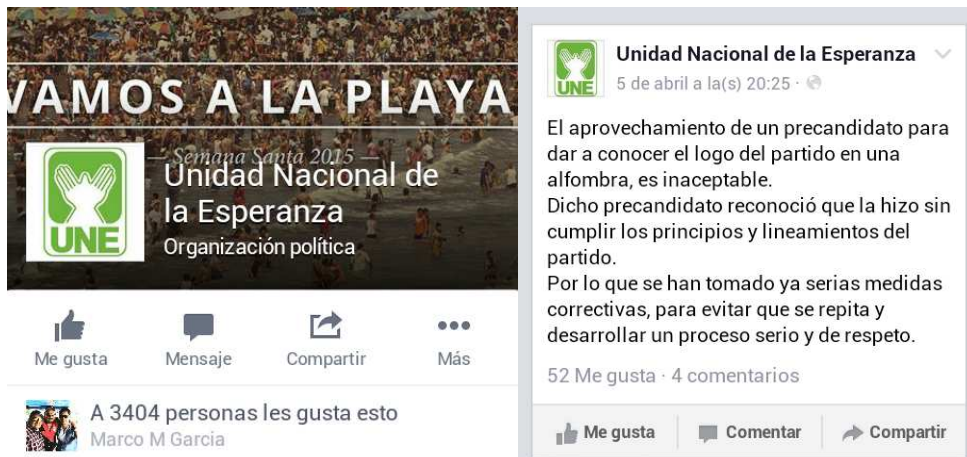 VAMOS A LA PLAYA
— Semana Santa 2015 —
UNE
Unidad Nacional de
la Esperanza
Organización política
Me gusta
Mensaje
Compartir
Más
A 3404 personas les gusta esto
Marco M Garcia
UNE
Unidad Nacional de la Esperanza
5 de abril a la(s) 20:25 ·
El aprovechamiento de un precandidato para
dar a conocer el logo del partido en una
alfombra, es inaceptable.
Dicho precandidato reconoció que la hizo sin
cumplir los principios y lineamientos del
partido.
Por lo que se han tomado ya serias medidas
correctivas, para evitar que se repita y
desarrollar un proceso serio y de respeto.
52 Me gusta · 4 comentarios
Me gusta
Comentar
Compartir